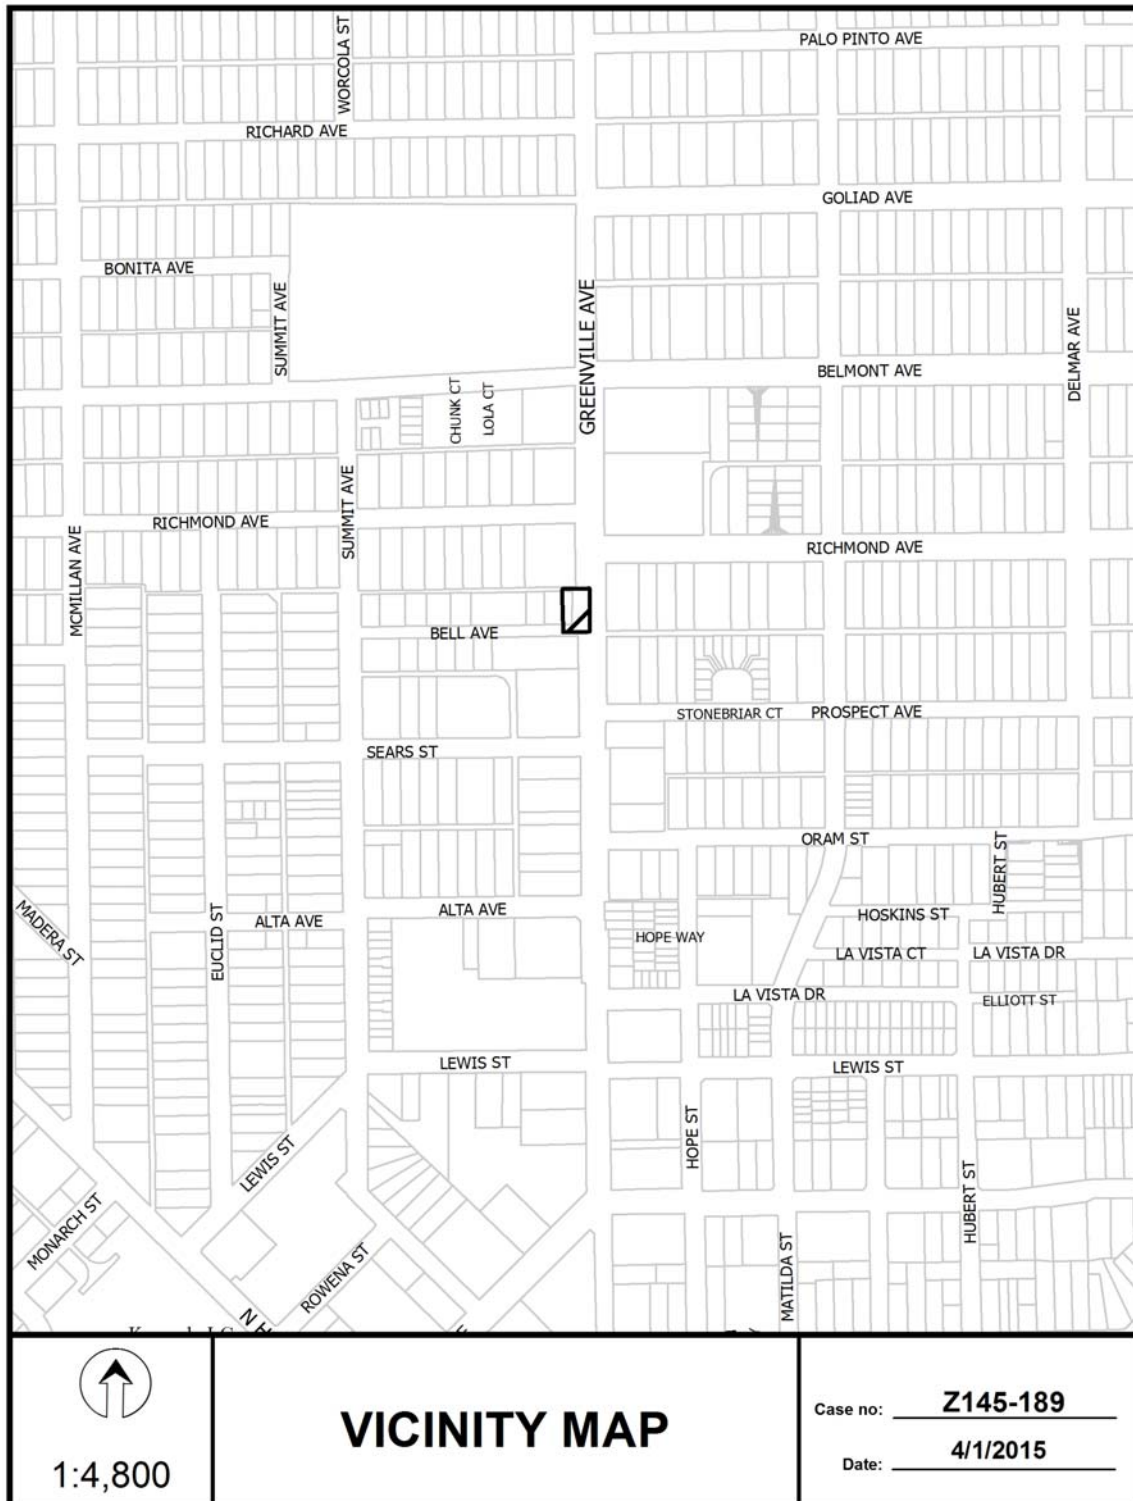 PALO PINTO AVE
WORCOLA ST
RICHARD AVE
GOLIAD AVE
BONITA AVE
SUMMIT AVE
GREENVILLE AVE
DELMAR AVE
BELMONT AVE
CHUNK CT
LOLA CT
SUMMIT AVE
RICHMOND AVE
MCMILLAN AVE
RICHMOND AVE
BELL AVE
STONEBRIAR CT
PROSPECT AVE
SEARS ST
ORAM ST
HUBERT ST
MADERA ST
EUCLID ST
ALTA AVE
ALTA AVE
HOSKINS ST
HOPE WAY
LA VISTA CT
LA VISTA DR
LA VISTA DR
ELLIOTT ST
LEWIS ST
LEWIS ST
HOPE ST
LEWIS ST
HUBERT ST
MONARCH ST
ROWENA ST
MATILDA ST
N H
1:4,800
VICINITY MAP
Case no: Z145-189
Date: 4/1/2015